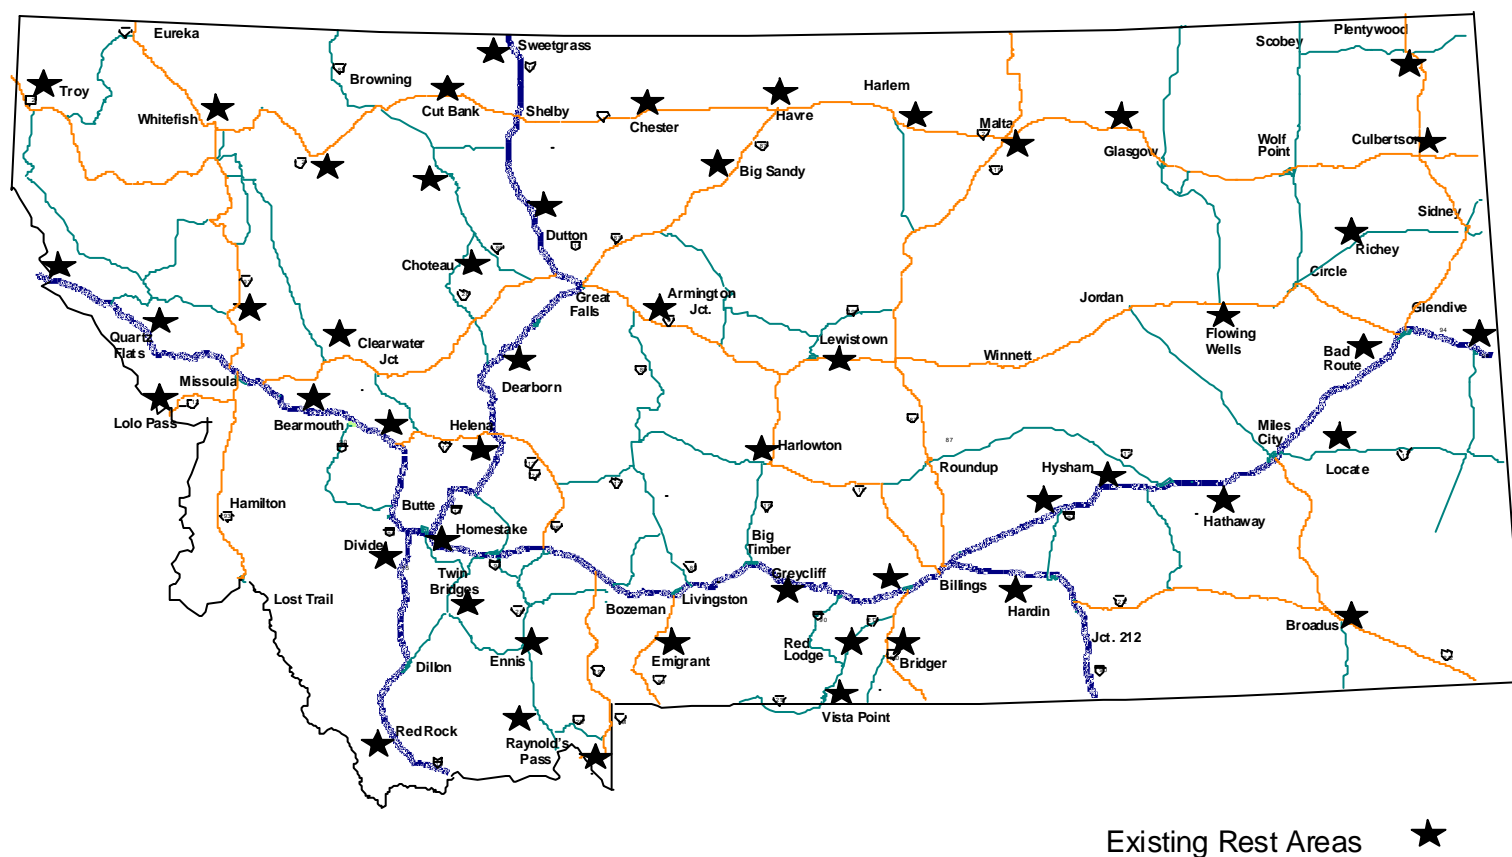 Eureka
Sweetgrass
Scobey
Plentywood
Browning
Troy
Cut Bank
Shelby
Harlem
Whitefish
Chester
Havre
Malta
Glasgow
Wolf
Point
Culbertson
Big Sandy
Dutton
Sidney
Richey
Choteau
Circle
Great
Falls
Armington
Jct.
Jordan
Glendive
94
Quartz
Flats
Clearwater
Jct
Lewistown
Winnett
Flowing
Wells
Bad
Route
Missoula
Dearborn
Lolo Pass
Bearmouth
Helena
Harlowton
87
Roundup
Miles
City
Hysham
Locate
Hamilton
93
Butte
Homestake
Hathaway
Divide
Big
Timber
Twin
Bridges
Greycliff
Lost Trail
Bozeman
Livingston
Billings
Hardin
Broadus
90
Red
Lodge
Jct. 212
Dillon
Ennis
Emigrant
Bridger
Vista Point
Red Rock
Raynold's
Pass
Existing Rest Areas